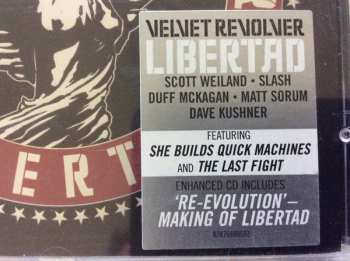 VELVET REVOLVER
LIBERTAD
SCOTT WEILAND • SLASH
DUFF MCKAGAN • MATT SORUM
DAVE KUSHNER
FEATURING
SHE BUILDS QUICK MACHINES
AND THE LAST FIGHT
ENHANCED CD INCLUDES
'RE-EVOLUTION' –
MAKING OF LIBERTAD
ERT